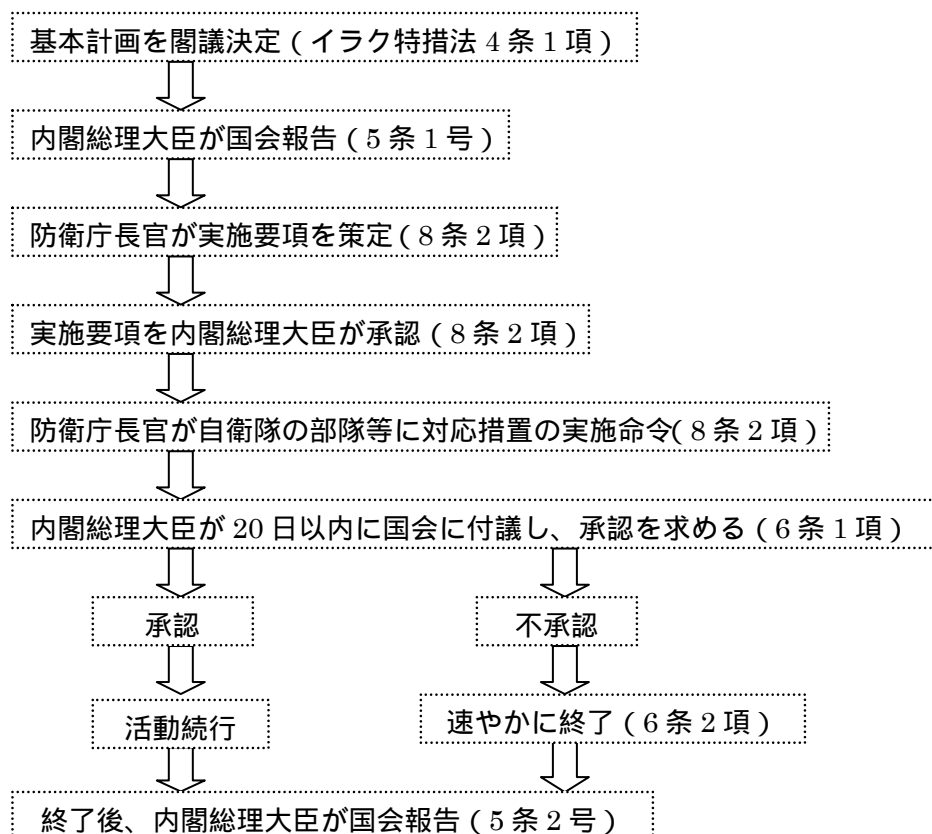 基本計画を閣議決定(イラク特措法4条1項)
内閣総理大臣が国会報告(5条1号)
防衛庁長官が実施要項を策定(8条2項)
実施要項を内閣総理大臣が承認(8条2項)
防衛庁長官が自衛隊の部隊等に対応措置の実施命令(8条2項)
内閣総理大臣が20日以内に国会に付議し、承認を求める(6条1項)
承認
不承認
活動続行
速やかに終了(6条2項)
終了後、内閣総理大臣が国会報告(5条2号)